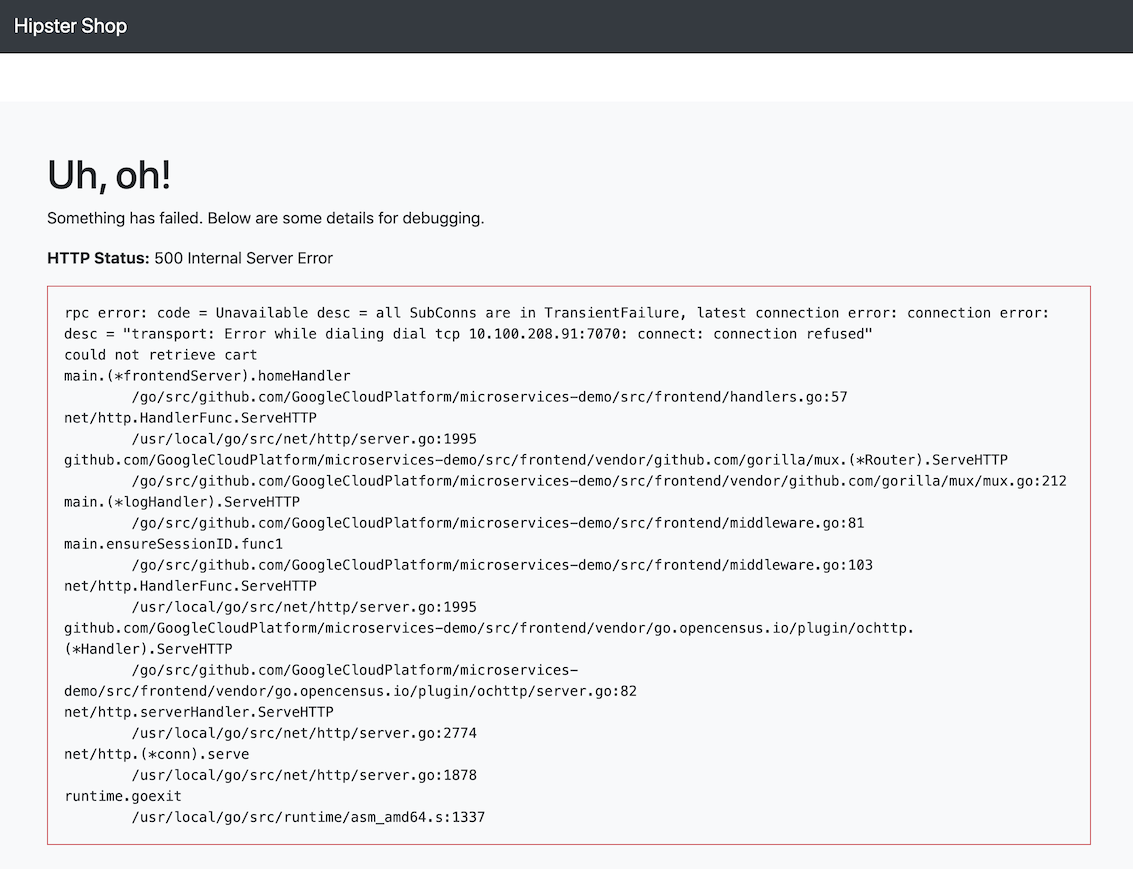 Hipster Shop
Uh, oh!
Something has failed. Below are some details for debugging.
HTTP Status: 500 Internal Server Error
rpc error: code = Unavailable desc = all SubConns are in TransientFailure, latest connection error: connection error:
desc = "transport: Error while dialing dial tcp 10.100.208.91:7070: connect: connection refused"
could not retrieve cart
main.(*frontendServer).homeHandler
        /go/src/github.com/GoogleCloudPlatform/microservices-demo/src/frontend/handlers.go:57
net/http.HandlerFunc.ServeHTTP
        /usr/local/go/src/net/http/server.go:1995
github.com/GoogleCloudPlatform/microservices-demo/src/frontend/vendor/github.com/gorilla/mux.(*Router).ServeHTTP
        /go/src/github.com/GoogleCloudPlatform/microservices-demo/src/frontend/vendor/github.com/gorilla/mux/mux.go:212
main.(*logHandler).ServeHTTP
        /go/src/github.com/GoogleCloudPlatform/microservices-demo/src/frontend/middleware.go:81
main.ensureSessionID.func1
        /go/src/github.com/GoogleCloudPlatform/microservices-demo/src/frontend/middleware.go:103
net/http.HandlerFunc.ServeHTTP
        /usr/local/go/src/net/http/server.go:1995
github.com/GoogleCloudPlatform/microservices-demo/src/frontend/vendor/go.opencensus.io/plugin/ochttp.
(*Handler).ServeHTTP
        /go/src/github.com/GoogleCloudPlatform/microservices-
demo/src/frontend/vendor/go.opencensus.io/plugin/ochttp/server.go:82
net/http.serverHandler.ServeHTTP
        /usr/local/go/src/net/http/server.go:2774
net/http.(*conn).serve
        /usr/local/go/src/net/http/server.go:1878
runtime.goexit
        /usr/local/go/src/runtime/asm_amd64.s:1337